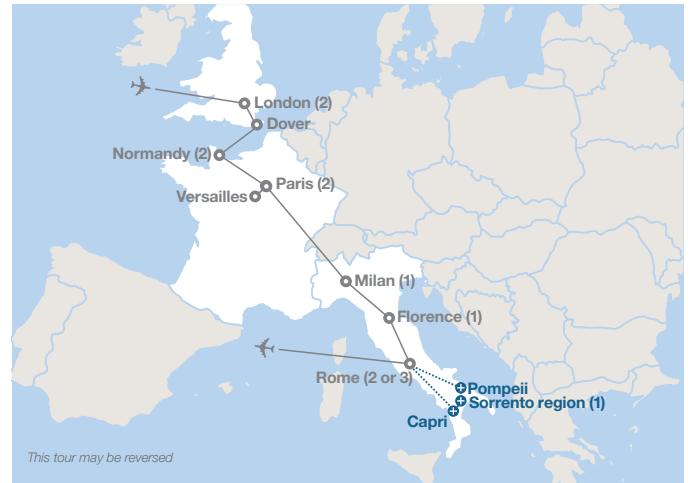 London (2)
Dover
Normandy (2)
Paris (2)
Versailles
Milan (1)
Florence (1)
Rome (2 or 3)
Pompeii
Sorrento region (1)
Capri
This tour may be reversed